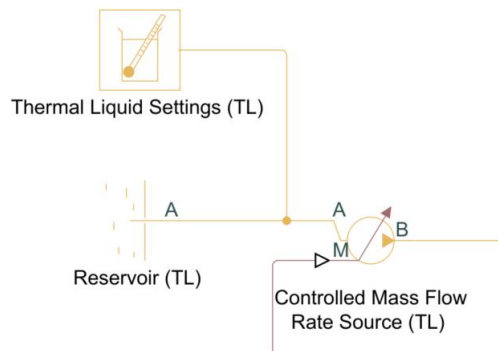 Thermal Liquid Settings (TL)
A
A
B
M
Reservoir (TL)
Controlled Mass Flow
Rate Source (TL)